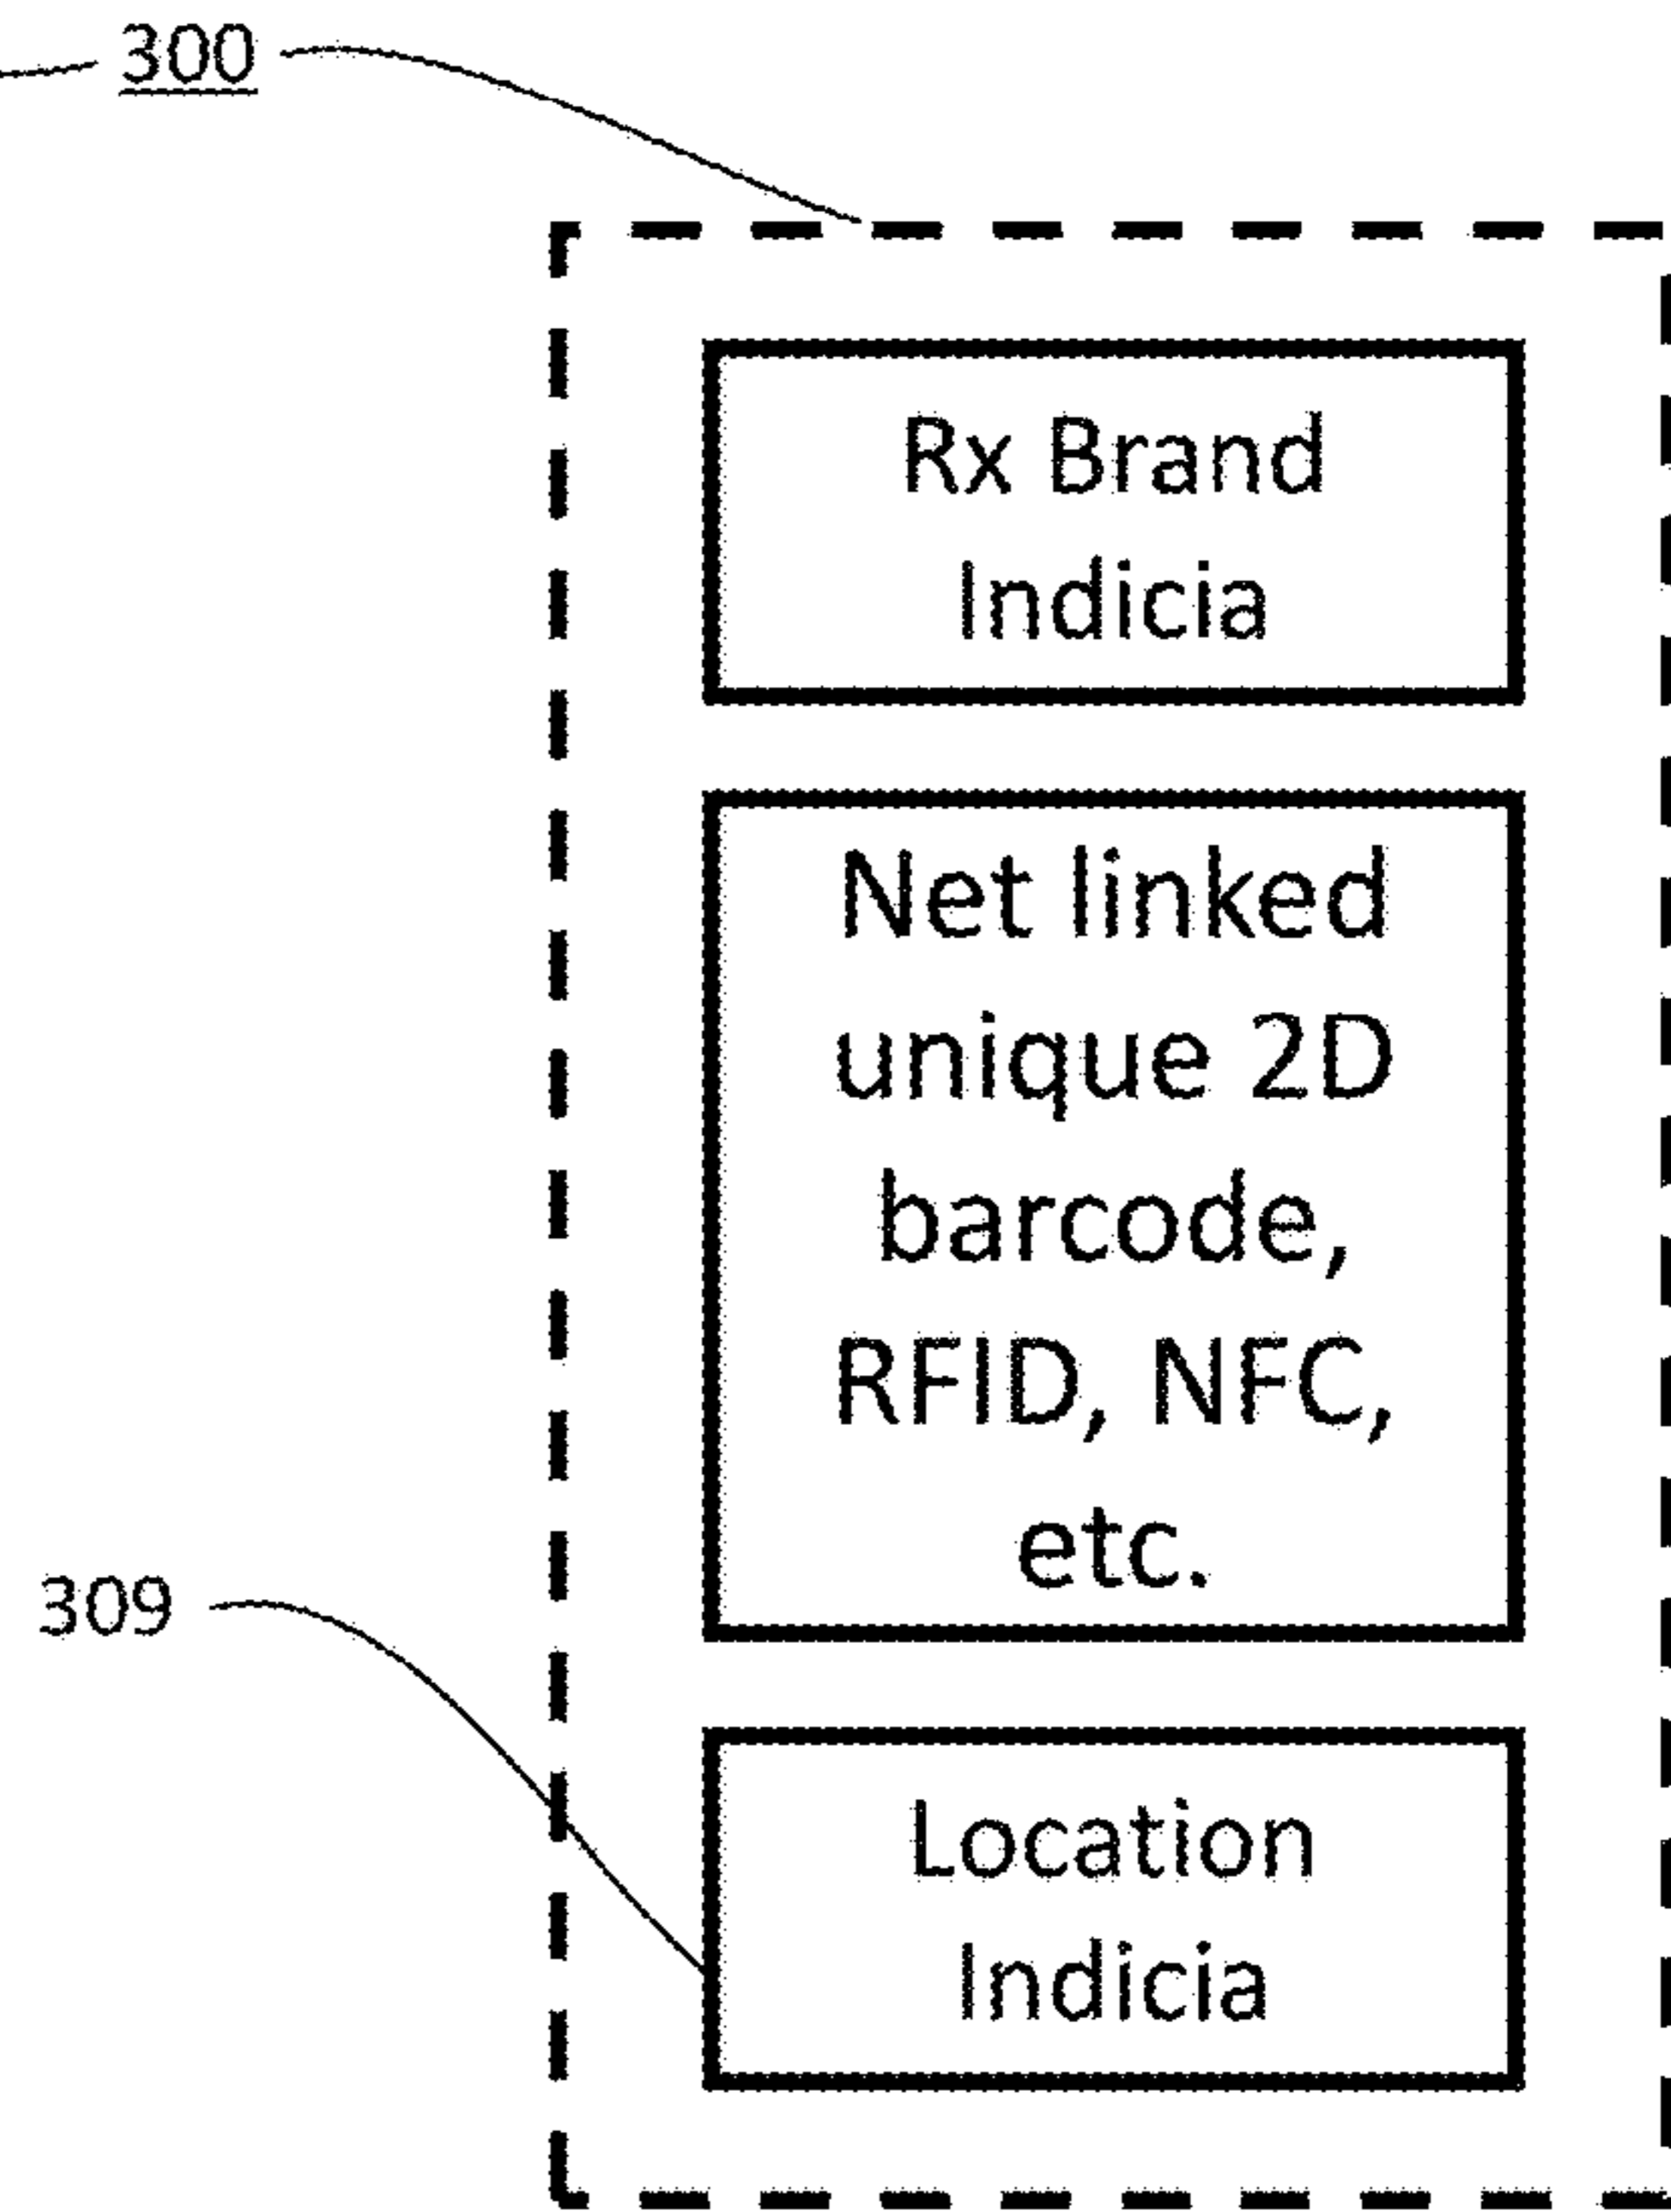 300
Rx Brand
Indicia
Net linked
unique 2D
barcode,
RFID, NFC,
etc.
309
Location
Indicia